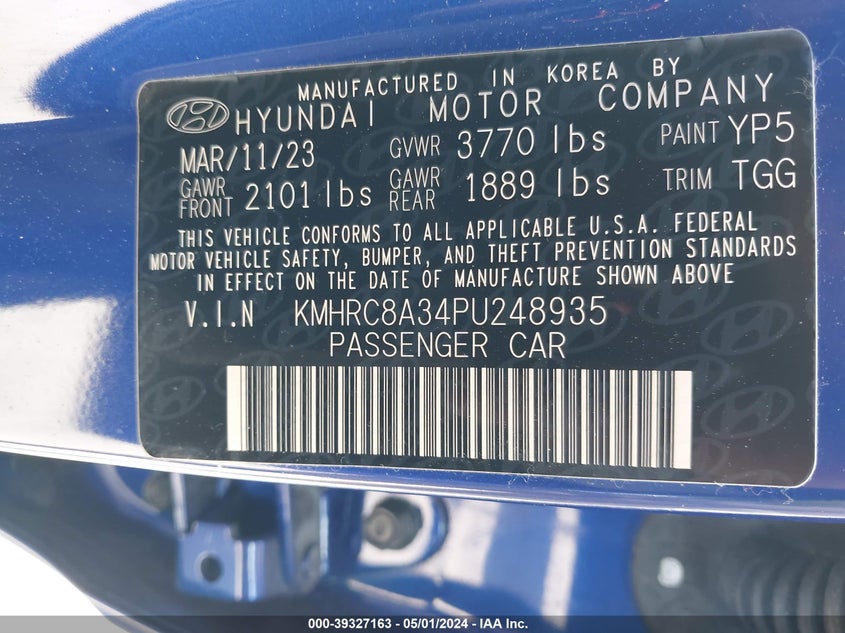 MANUFACTURED IN KOREA BY
HYUNDAI MOTOR COMPANY
MAR/11/23 GVWR 3770 lbs PAINT YP5
GAWR FRONT 2101 lbs GAWR REAR 1889 lbs TRIM TGG
THIS VEHICLE CONFORMS TO ALL APPLICABLE U.S.A. FEDERAL
MOTOR VEHICLE SAFETY, BUMPER, AND THEFT PREVENTION STANDARDS
IN EFFECT ON THE DATE OF MANUFACTURE SHOWN ABOVE
V.I.N KMHRC8A34PU248935
PASSENGER CAR
000-39327163 - 05/01/2024 - IAA Inc.